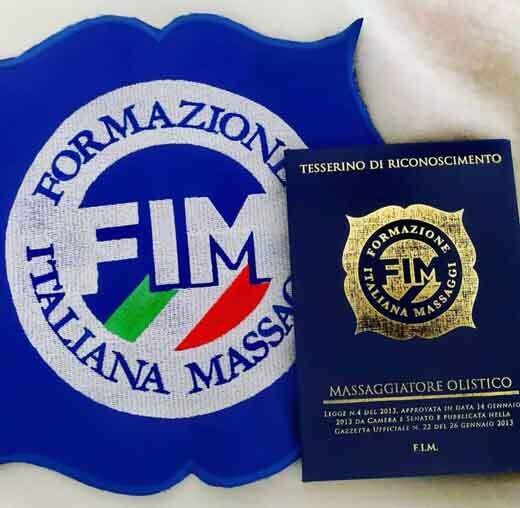 FORMAZIONE
FIM
ITALIANA MASSAG
TESSERINO DI RICONOSCIMENTO
FORMAZIONE
FIM
ITALIANA MASSAGGI
MASSAGGIATORE OLISTICO
LEGGE N.4 DEL 2013, APPROVATA IN DATA 14 GENNAIO
2013 DA CAMERA E SENATO E PUBBLICATA NELLA
GAZZETTA UFFICIALE N. 22 DEL 26 GENNAIO 2013
F.I.M.